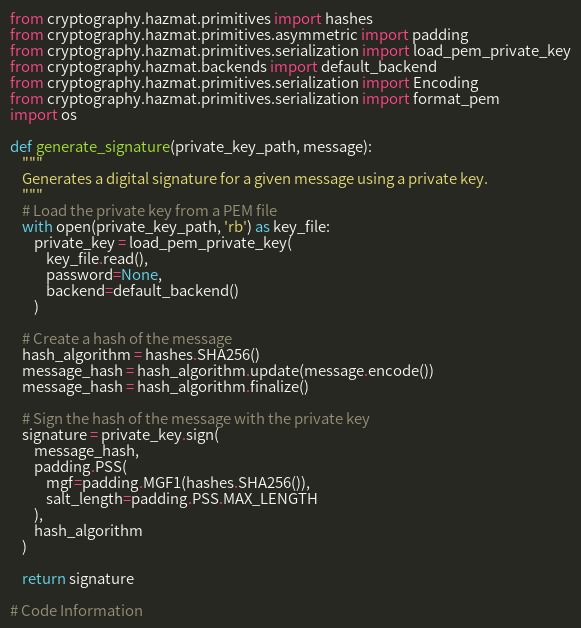 from cryptography.hazmat.primitives import hashes
from cryptography.hazmat.primitives.asymmetric import padding
from cryptography.hazmat.primitives.serialization import load_pem_private_key
from cryptography.hazmat.backends import default_backend
from cryptography.hazmat.primitives.serialization import Encoding
from cryptography.hazmat.primitives.serialization import format_pem
import os

def generate_signature(private_key_path, message):
    """
    Generates a digital signature for a given message using a private key.
    """
    # Load the private key from a PEM file
    with open(private_key_path, 'rb') as key_file:
        private_key = load_pem_private_key(
            key_file.read(),
            password=None,
            backend=default_backend()
        )

    # Create a hash of the message
    hash_algorithm = hashes.SHA256()
    message_hash = hash_algorithm.update(message.encode())
    message_hash = hash_algorithm.finalize()

    # Sign the hash of the message with the private key
    signature = private_key.sign(
        message_hash,
        padding.PSS(
            mgf=padding.MGF1(hashes.SHA256()),
            salt_length=padding.PSS.MAX_LENGTH
        ),
        hash_algorithm
    )

    return signature

# Code Information